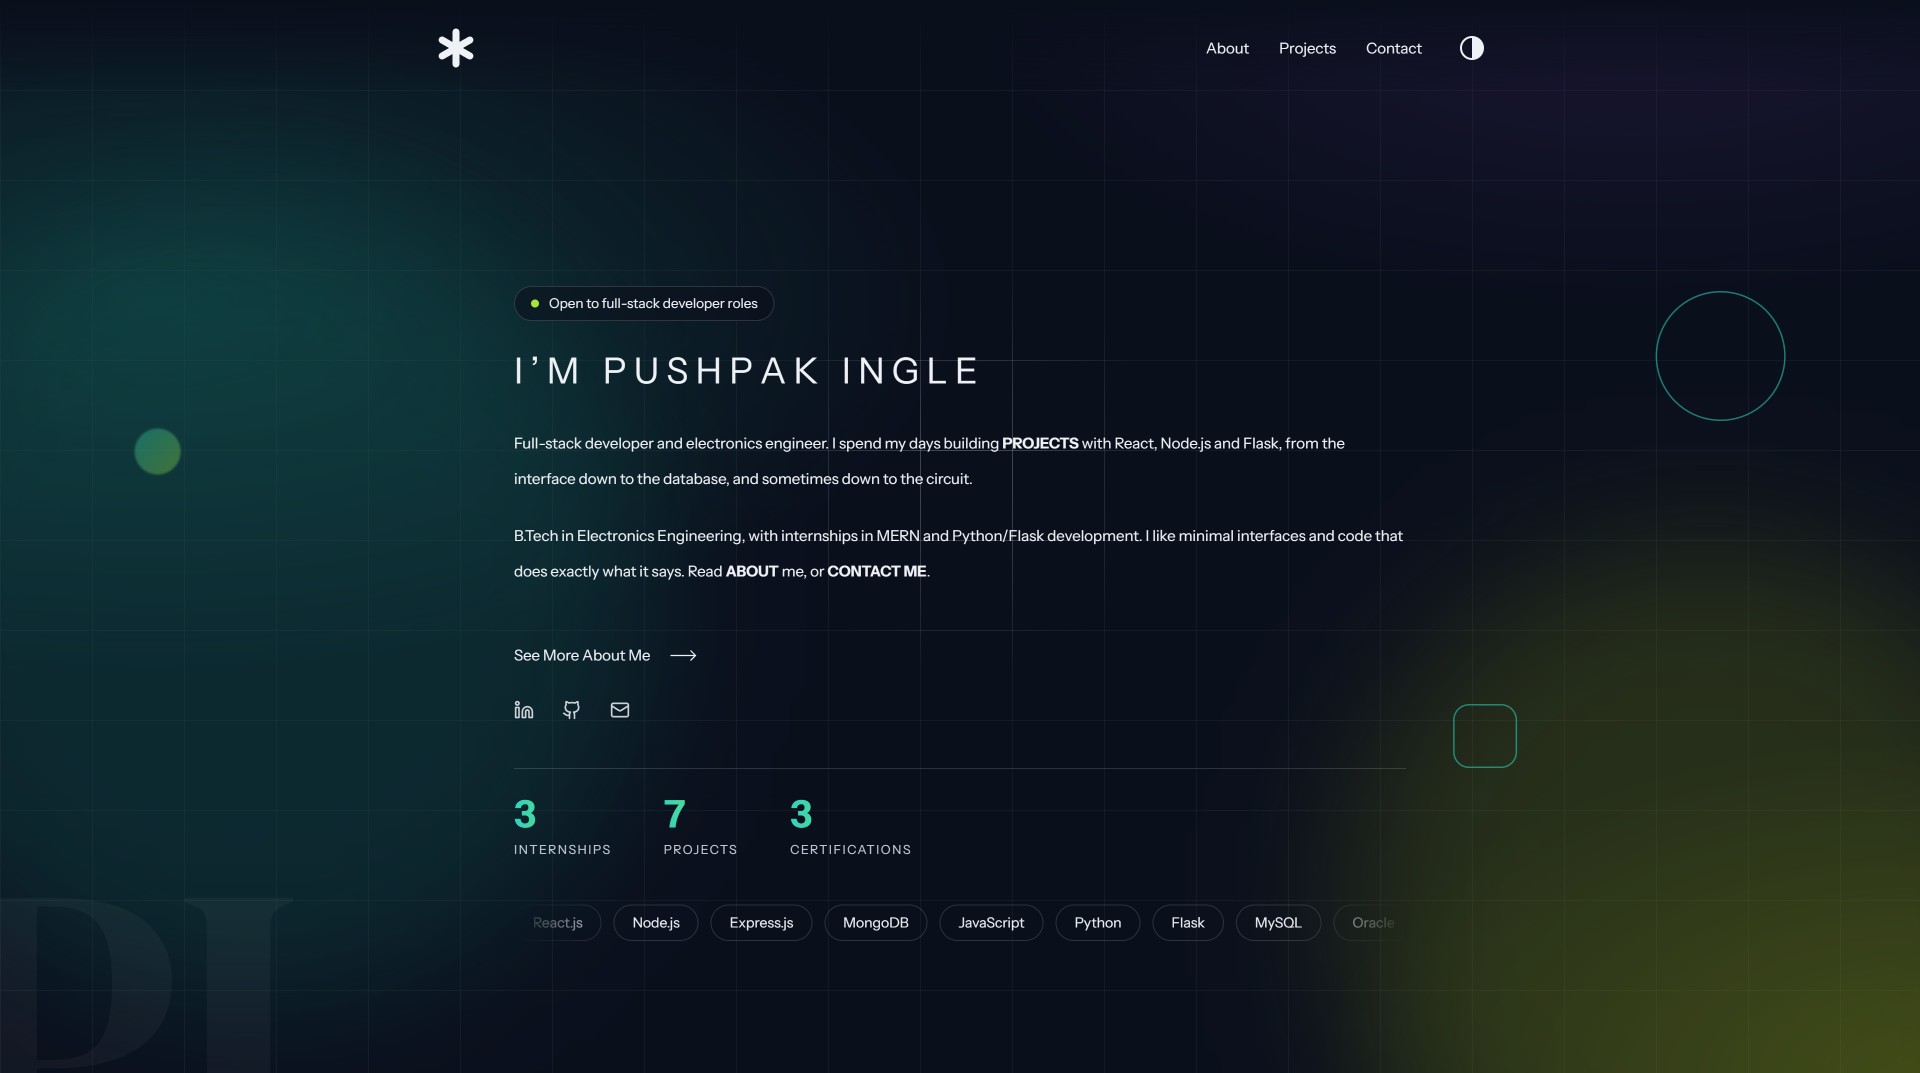 About Projects Contact
Open to full-stack developer roles
I’M PUSHPAK INGLE
Full-stack developer and electronics engineer. I spend my days building PROJECTS with React, Node.js and Flask, from the
interface down to the database, and sometimes down to the circuit.
B.Tech in Electronics Engineering, with internships in MERN and Python/Flask development. I like minimal interfaces and code that
does exactly what it says. Read ABOUT me, or CONTACT ME.
See More About Me
3 7 3
INTERNSHIPS PROJECTS CERTIFICATIONS
React.js Node.js Express.js MongoDB JavaScript Python Flask MySQL Oracle
PI